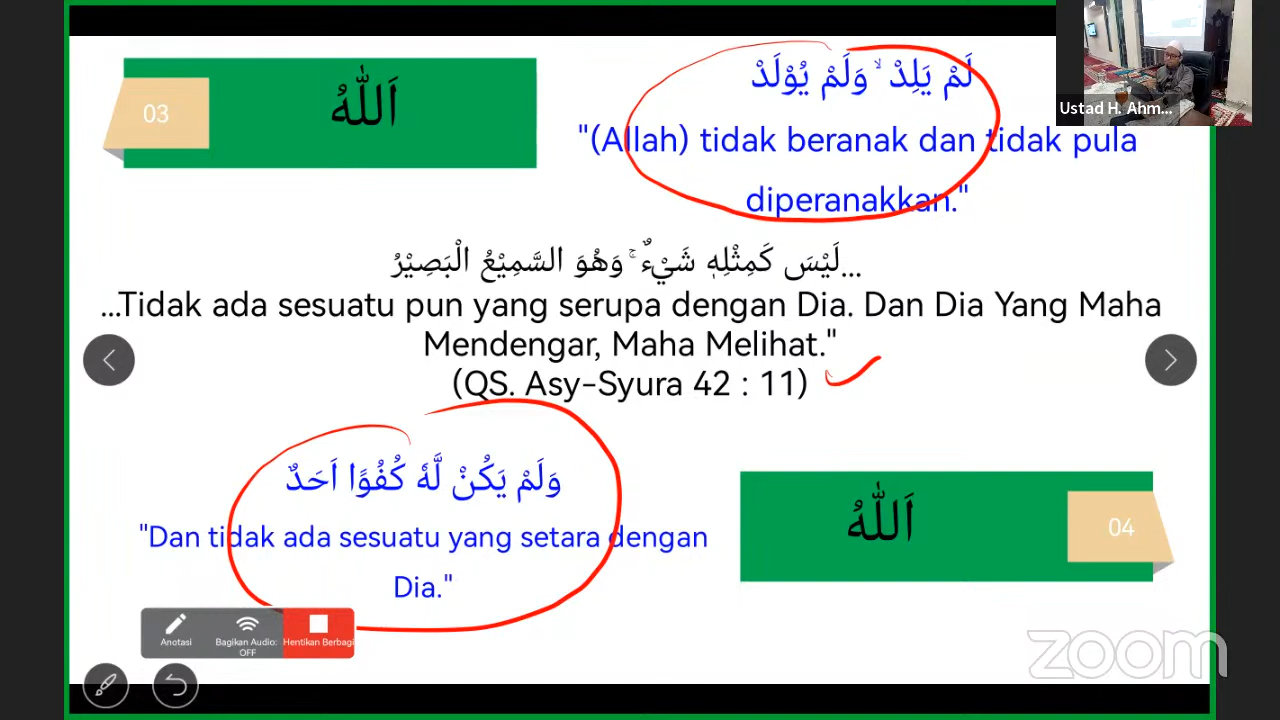 03
اَللّٰهُ
لَمْ يَلِدْ ۙ وَلَمْ يُوْلَدْ
"(Allah) tidak beranak dan tidak pula
diperanakkan."
Ustad H. Ahm...
...لَيْسَ كَمِثْلِهٖ شَيْءٌ ۚ وَهُوَ السَّمِيْعُ الْبَصِيْرُ
...Tidak ada sesuatu pun yang serupa dengan Dia. Dan Dia Yang Maha
Mendengar, Maha Melihat."
(QS. Asy-Syura 42 : 11)
وَلَمْ يَكُنْ لَّهٗ كُفُوًا اَحَدٌ
"Dan tidak ada sesuatu yang setara dengan
Dia."
اَللّٰهُ
04
Anotasi
Bagikan Audio:
OFF
Hentikan Berbagi
zoom